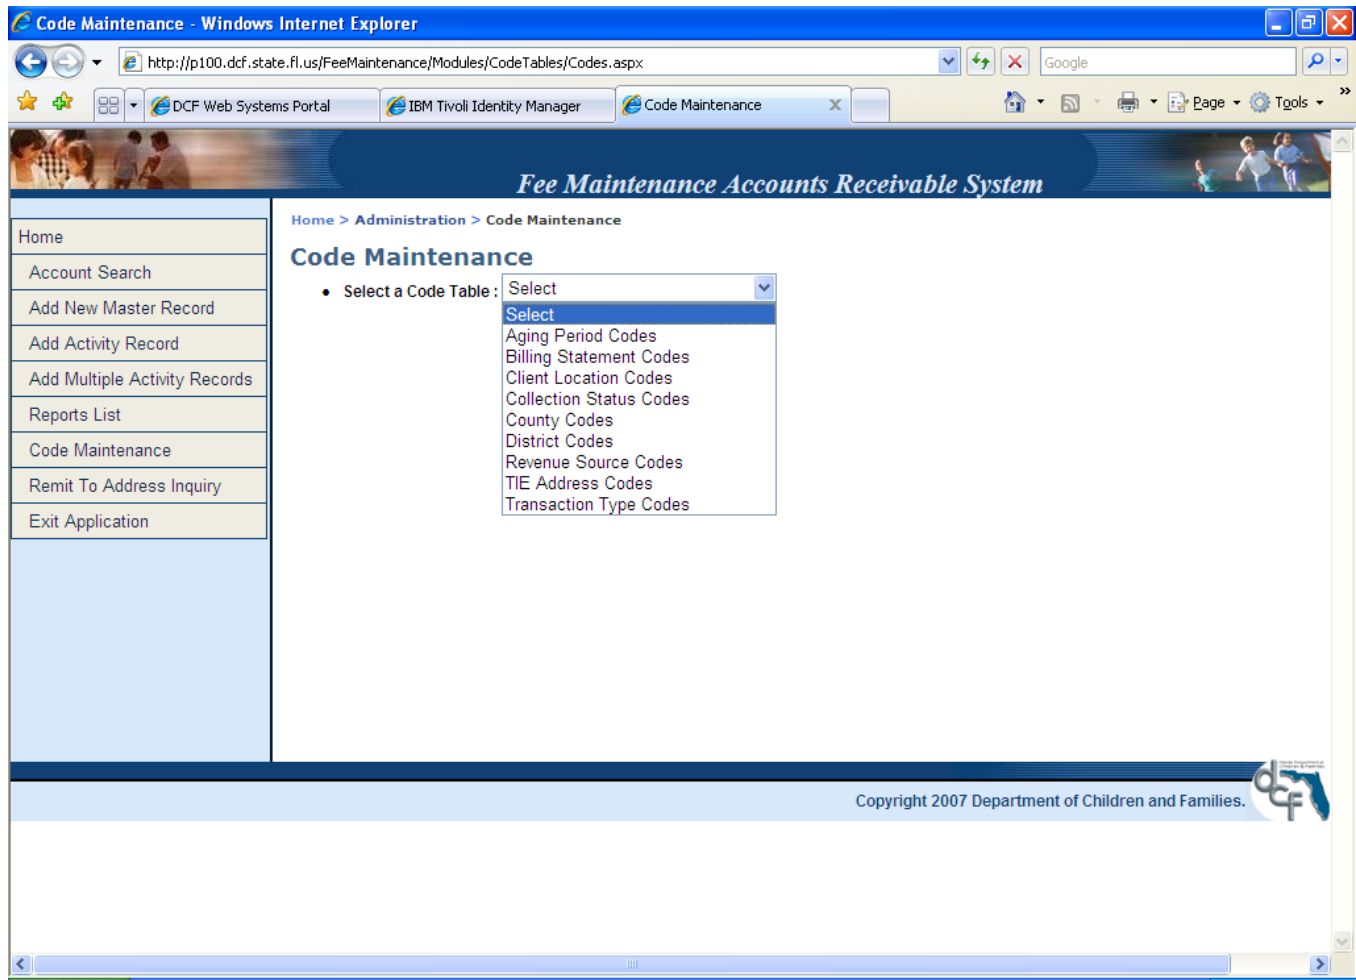 Code Maintenance - Windows Internet Explorer
http://p100.dcf.state.fl.us/FeeMaintenance/Modules/CodeTables/Codes.aspx
Google
DCF Web Systems Portal
IBM Tivoli Identity Manager
Code Maintenance
Page
Tools
Fee Maintenance Accounts Receivable System
Home > Administration > Code Maintenance
Home
Account Search
Add New Master Record
Add Activity Record
Add Multiple Activity Records
Reports List
Code Maintenance
Remit To Address Inquiry
Exit Application
Code Maintenance
• Select a Code Table : Select
Select
Aging Period Codes
Billing Statement Codes
Client Location Codes
Collection Status Codes
County Codes
District Codes
Revenue Source Codes
TIE Address Codes
Transaction Type Codes
Copyright 2007 Department of Children and Families.
dcf